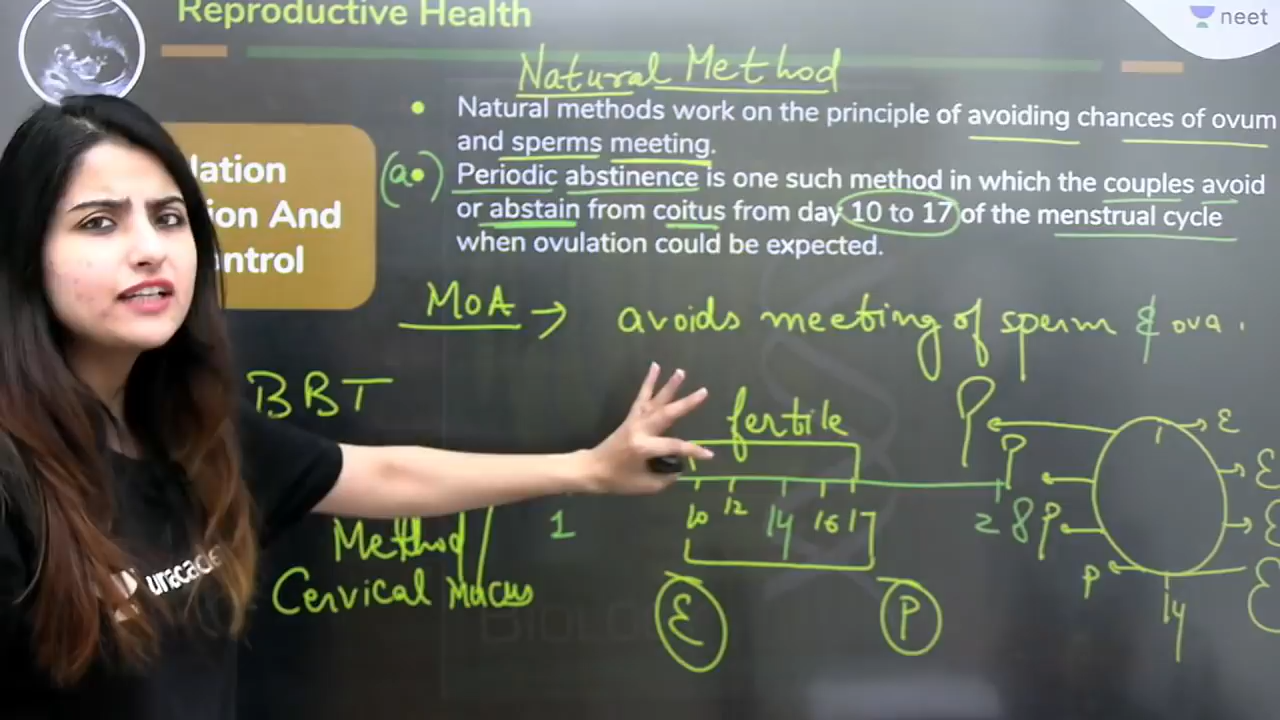 Reproductive Health
neet
Natural Method
• Natural methods work on the principle of avoiding chances of ovum
and sperms meeting.
(a•) Periodic abstinence is one such method in which the couples avoid
or abstain from coitus from day 10 to 17 of the menstrual cycle
when ovulation could be expected.
lation
ion And
ntrol
MOA → avoids meeting of sperm & ova.
BBT
fertile
1 10 12 14 16 17 28
Method/
Cervical Mucus
E P
P 1 E
P E
P E
P 14 E
uracade